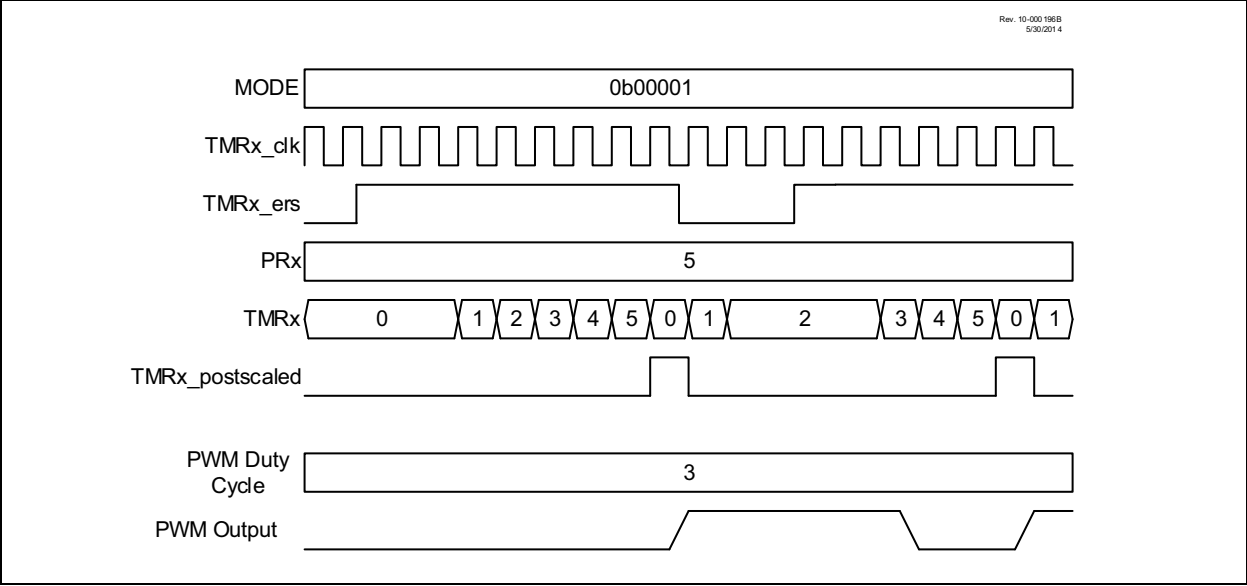 Rev. 10-000196B
5/30/2014
MODE 0b00001
TMRx_clk
TMRx_ers
PRx 5
TMRx 0 1 2 3 4 5 0 1 2 3 4 5 0 1
TMRx_postscaled
PWM Duty
Cycle 3
PWM Output